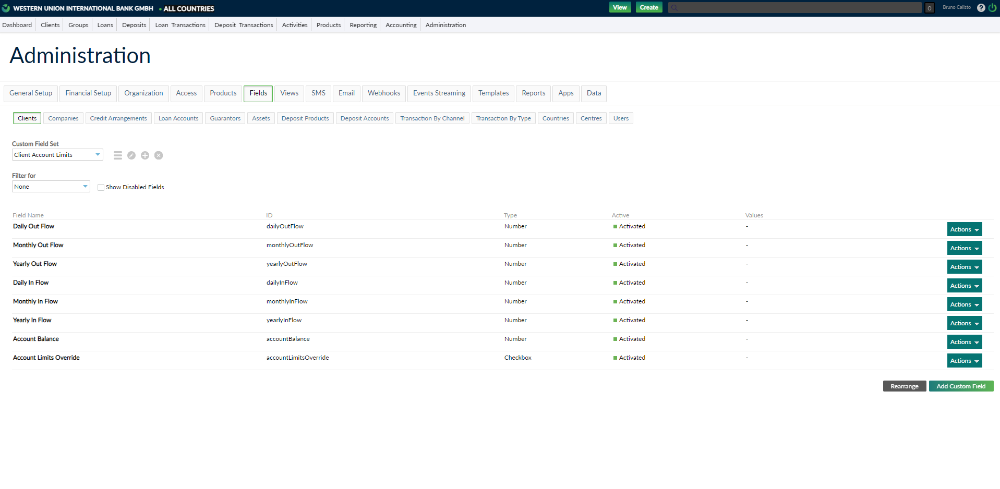 WESTERN UNION INTERNATIONAL BANK GMBH • ALL COUNTRIES View Create 0 Bruno Calisto ?
Dashboard Clients Groups Loans Deposits Loan Transactions Deposit Transactions Activities Products Reporting Accounting Administration
Administration
General Setup Financial Setup Organization Access Products Fields Views SMS Email Webhooks Events Streaming Templates Reports Apps Data
Clients Companies Credit Arrangements Loan Accounts Guarantors Assets Deposit Products Deposit Accounts Transaction By Channel Transaction By Type Countries Centres Users
Custom Field Set
Client Account Limits
Filter for
None Show Disabled Fields
Field Name ID Type Active Values
Daily Out Flow dailyOutFlow Number Activated - Actions
Monthly Out Flow monthlyOutFlow Number Activated - Actions
Yearly Out Flow yearlyOutFlow Number Activated - Actions
Daily In Flow dailyInFlow Number Activated - Actions
Monthly In Flow monthlyInFlow Number Activated - Actions
Yearly In Flow yearlyInFlow Number Activated - Actions
Account Balance accountBalance Number Activated - Actions
Account Limits Override accountLimitsOverride Checkbox Activated - Actions
Rearrange Add Custom Field